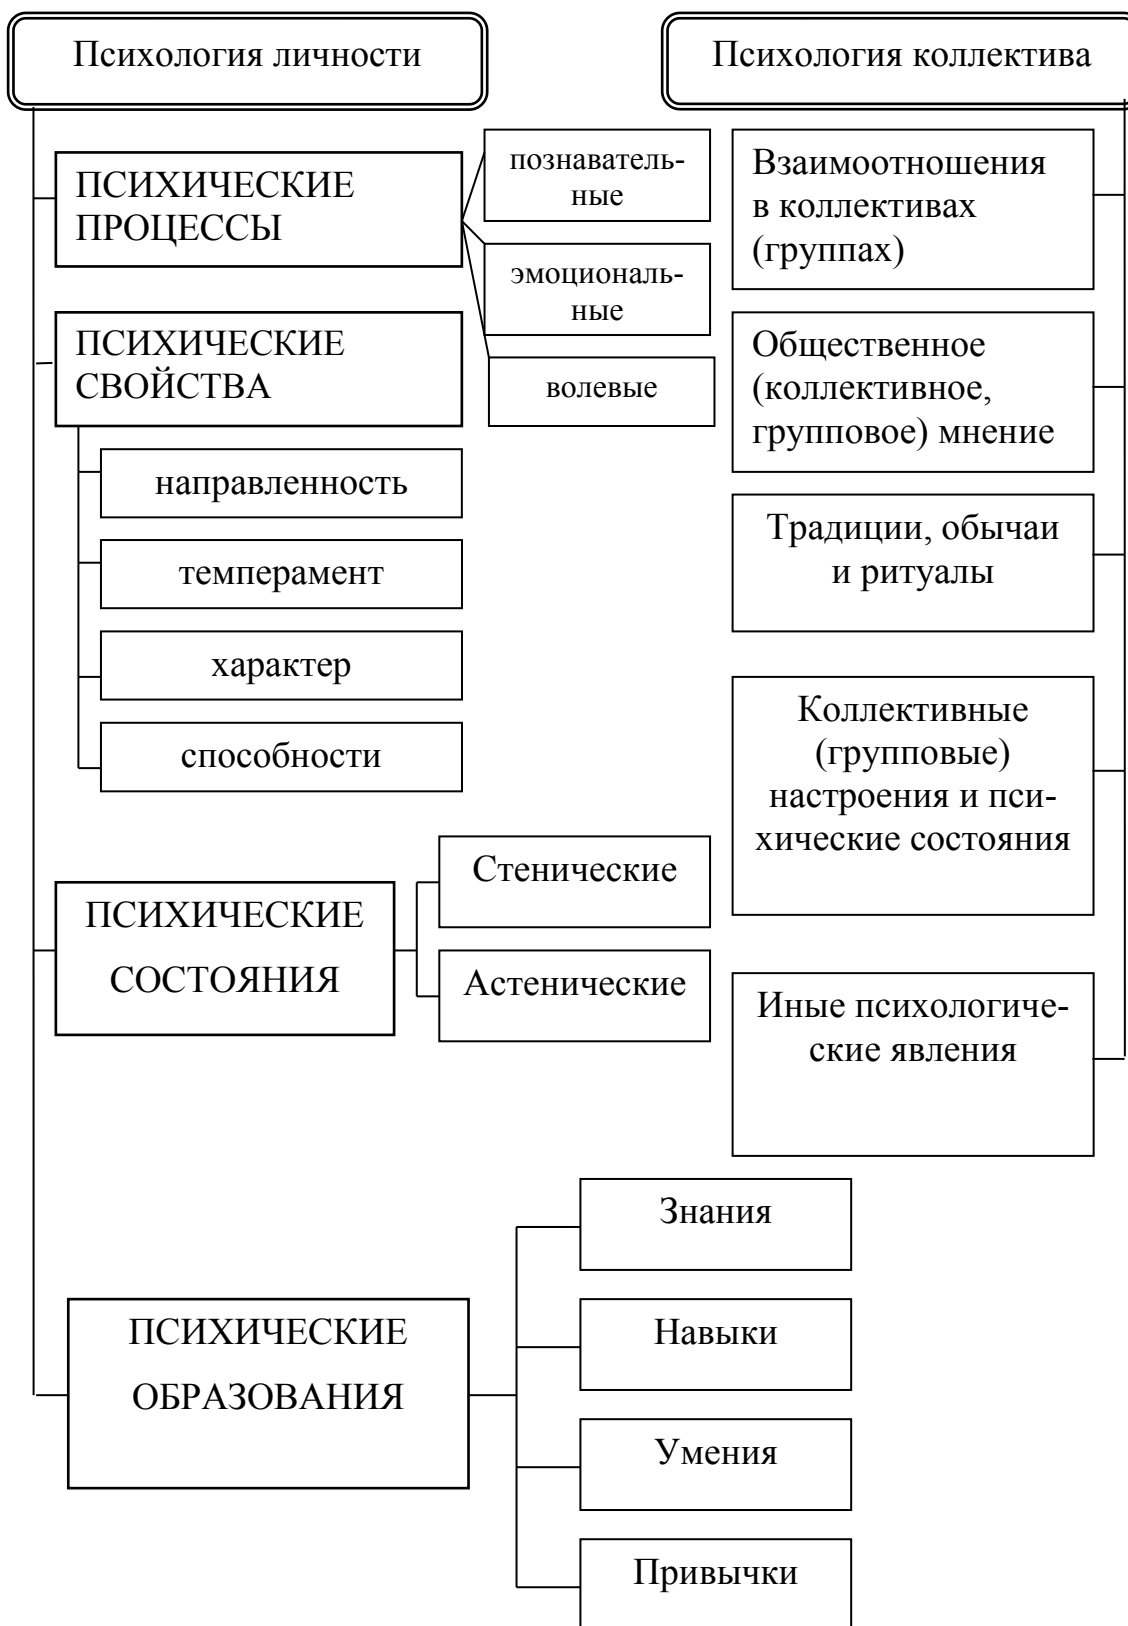 Психология личности
Психология коллектива
ПСИХИЧЕСКИЕ
ПРОЦЕССЫ
познаватель-
ные
эмоциональ-
ные
волевые
ПСИХИЧЕСКИЕ
СВОЙСТВА
направленность
темперамент
характер
способности
ПСИХИЧЕСКИЕ
СОСТОЯНИЯ
Стенические
Астенические
ПСИХИЧЕСКИЕ
ОБРАЗОВАНИЯ
Знания
Навыки
Умения
Привычки
Взаимоотношения
в коллективах
(группах)
Общественное
(коллективное,
групповое) мнение
Традиции, обычаи
и ритуалы
Коллективные
(групповые)
настроения и пси-
хические состояния
Иные психологиче-
ские явления